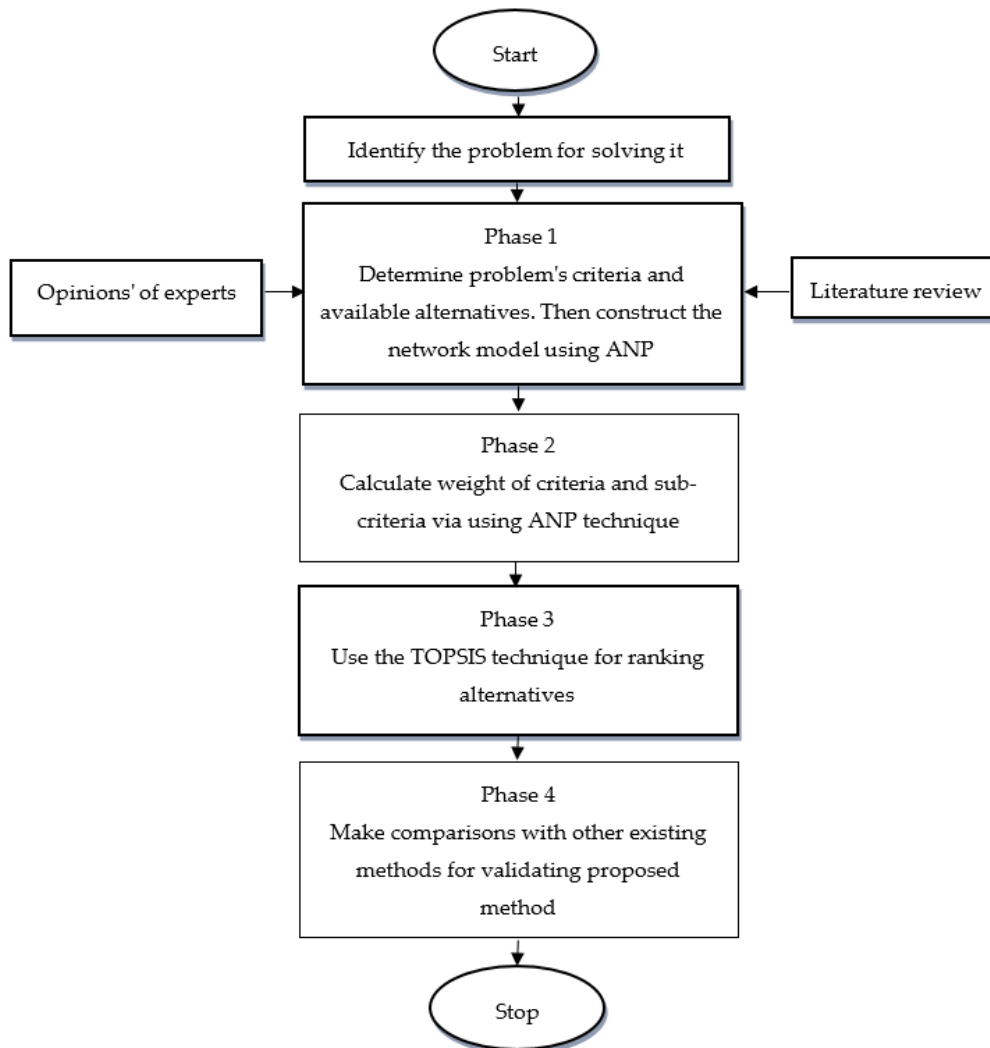 Start
Identify the problem for solving it
Phase 1
Determine problem's criteria and
available alternatives. Then construct the
network model using ANP
Opinions' of experts
Literature review
Phase 2
Calculate weight of criteria and sub-
criteria via using ANP technique
Phase 3
Use the TOPSIS technique for ranking
alternatives
Phase 4
Make comparisons with other existing
methods for validating proposed
method
Stop